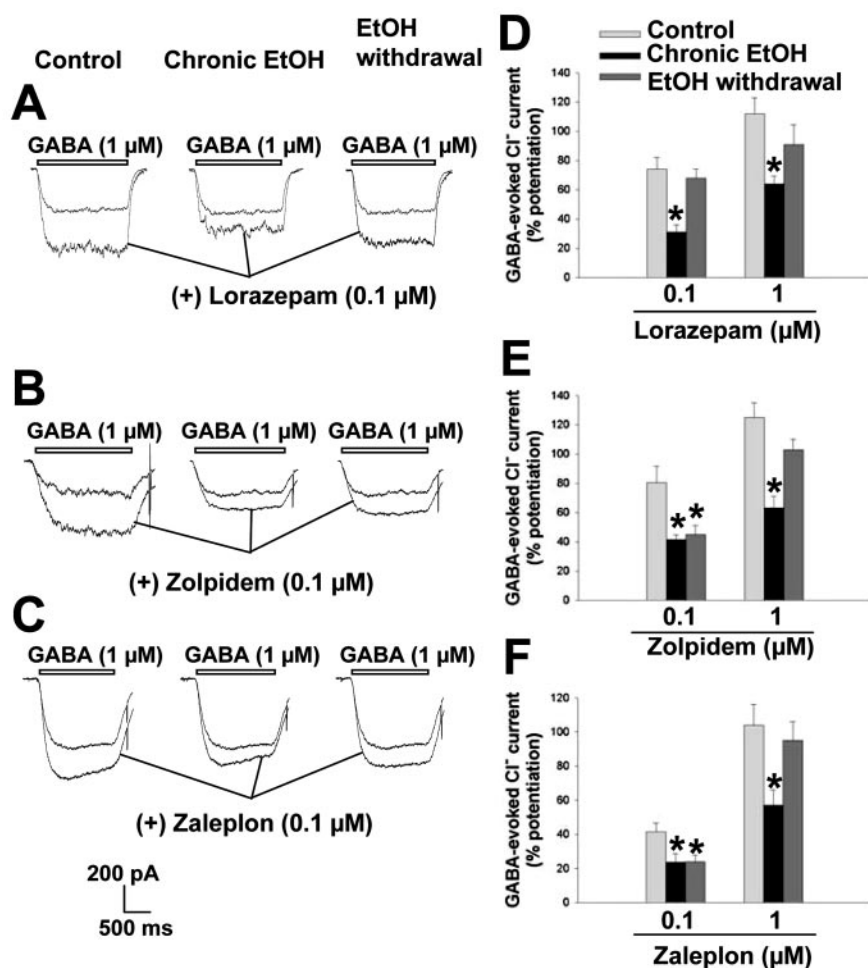 Control
Chronic EtOH
EtOH
withdrawal
A
GABA (1 µM) GABA (1 µM) GABA (1 µM)
(+) Lorazepam (0.1 µM)
B
GABA (1 µM) GABA (1 µM) GABA (1 µM)
(+) Zolpidem (0.1 µM)
C
GABA (1 µM) GABA (1 µM) GABA (1 µM)
(+) Zaleplon (0.1 µM)
200 pA
500 ms
D
Control
Chronic EtOH
EtOH withdrawal
GABA-evoked Cl⁻ current
(% potentiation)
140
120
100
80
60
40
20
0
* *
0.1 1
Lorazepam (µM)
E
GABA-evoked Cl⁻ current
(% potentiation)
140
120
100
80
60
40
20
0
* * *
0.1 1
Zolpidem (µM)
F
GABA-evoked Cl⁻ current
(% potentiation)
120
100
80
60
40
20
0
* * *
0.1 1
Zaleplon (µM)